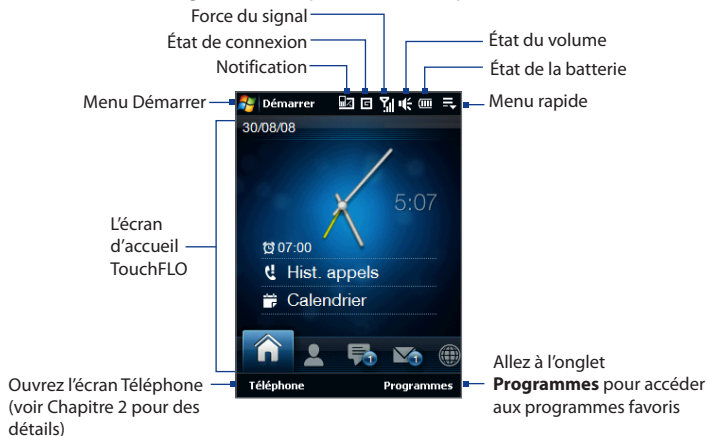 Force du signal
État de connexion
Notification
État du volume
État de la batterie
Menu Démarrer
Menu rapide
Démarrer
G
30/08/08
5:07
L'écran
d'accueil
TouchFLO
07:00
Hist. appels
Calendrier
1
1
Téléphone
Programmes
Ouvrez l'écran Téléphone
(voir Chapitre 2 pour des
détails)
Allez à l'onglet
Programmes pour accéder
aux programmes favoris